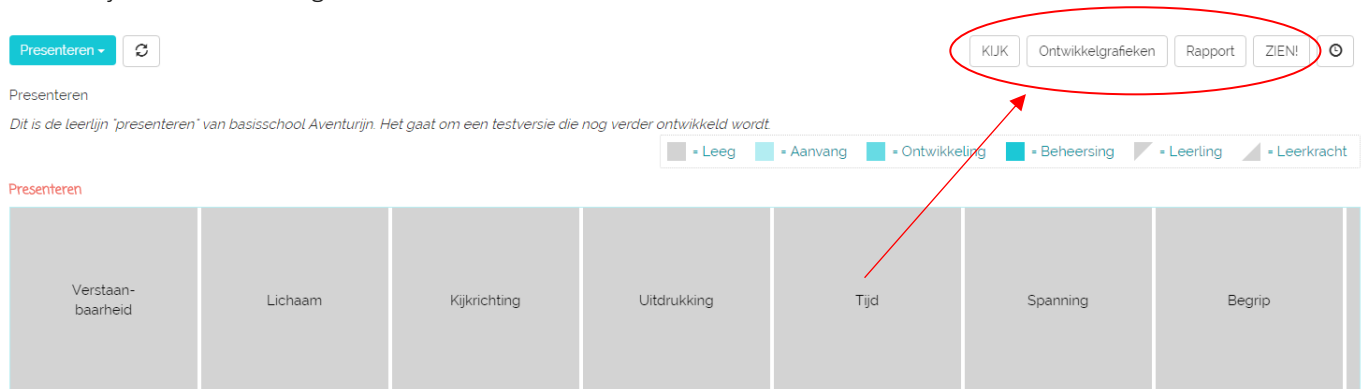 Presenteren
KIJK Ontwikkelgrafieken Rapport ZIEN!
Presenteren
Dit is de leerlijn "presenteren" van basisschool Aventurijn. Het gaat om een testversie die nog verder ontwikkeld wordt.
= Leeg = Aanvang = Ontwikkeling = Beheersing = Leerling = Leerkracht
Presenteren
Verstaan-
baarheid
Lichaam
Kijkrichting
Uitdrukking
Tijd
Spanning
Begrip